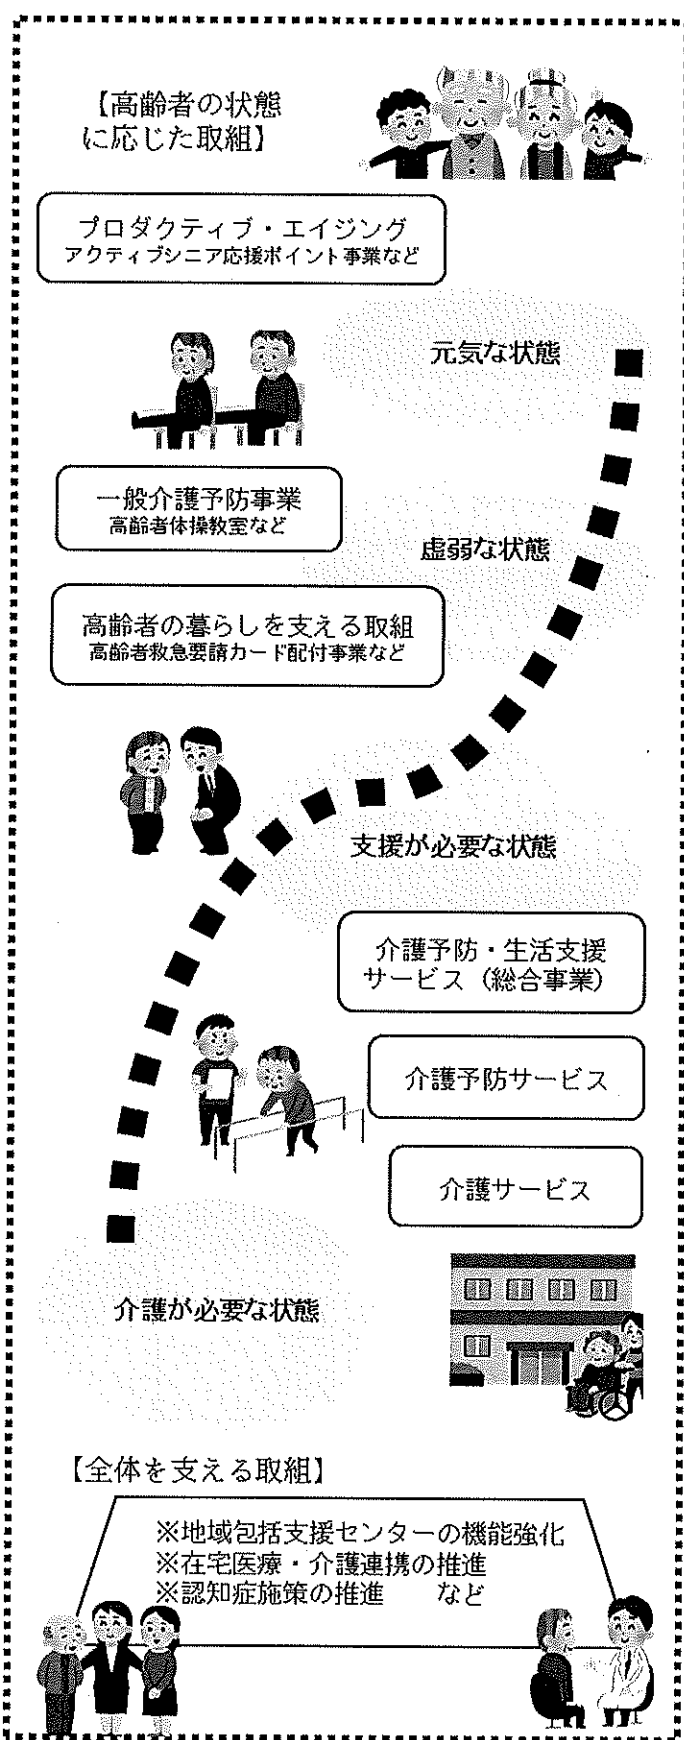 【高齢者の状態
に応じた取組】
プロダクティブ・エイジング
アクティブシニア応援ポイント事業など
元気な状態
一般介護予防事業
高齢者体操教室など
虚弱な状態
高齢者の暮らしを支える取組
高齢者救急要請カード配付事業など
支援が必要な状態
介護予防・生活支援
サービス（総合事業）
介護予防サービス
介護サービス
介護が必要な状態
【全体を支える取組】
※地域包括支援センターの機能強化
※在宅医療・介護連携の推進
※認知症施策の推進　　など